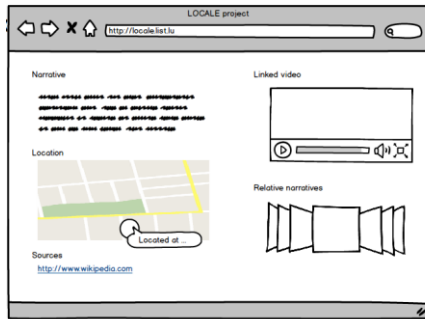 LOCALE project
http://locale.list.lu
Narrative
Location
Located at ...
Sources
http://www.wikipedia.com
Linked video
Relative narratives